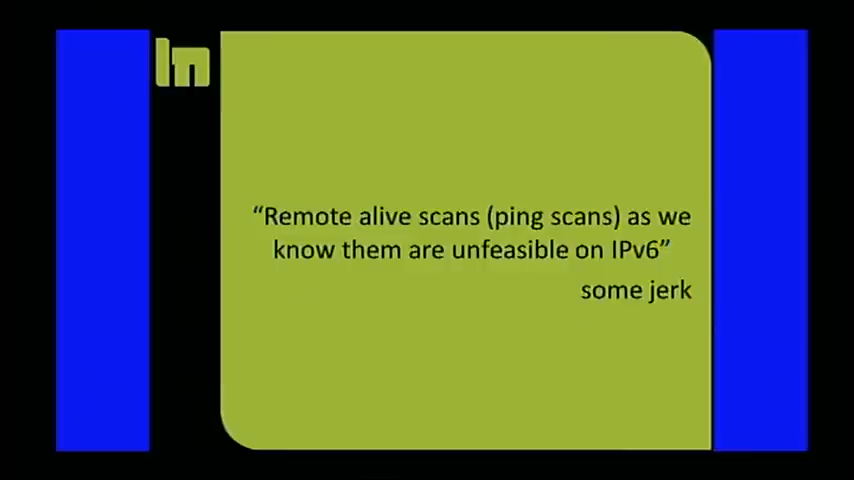 “Remote alive scans (ping scans) as we
know them are unfeasible on IPv6”
some jerk